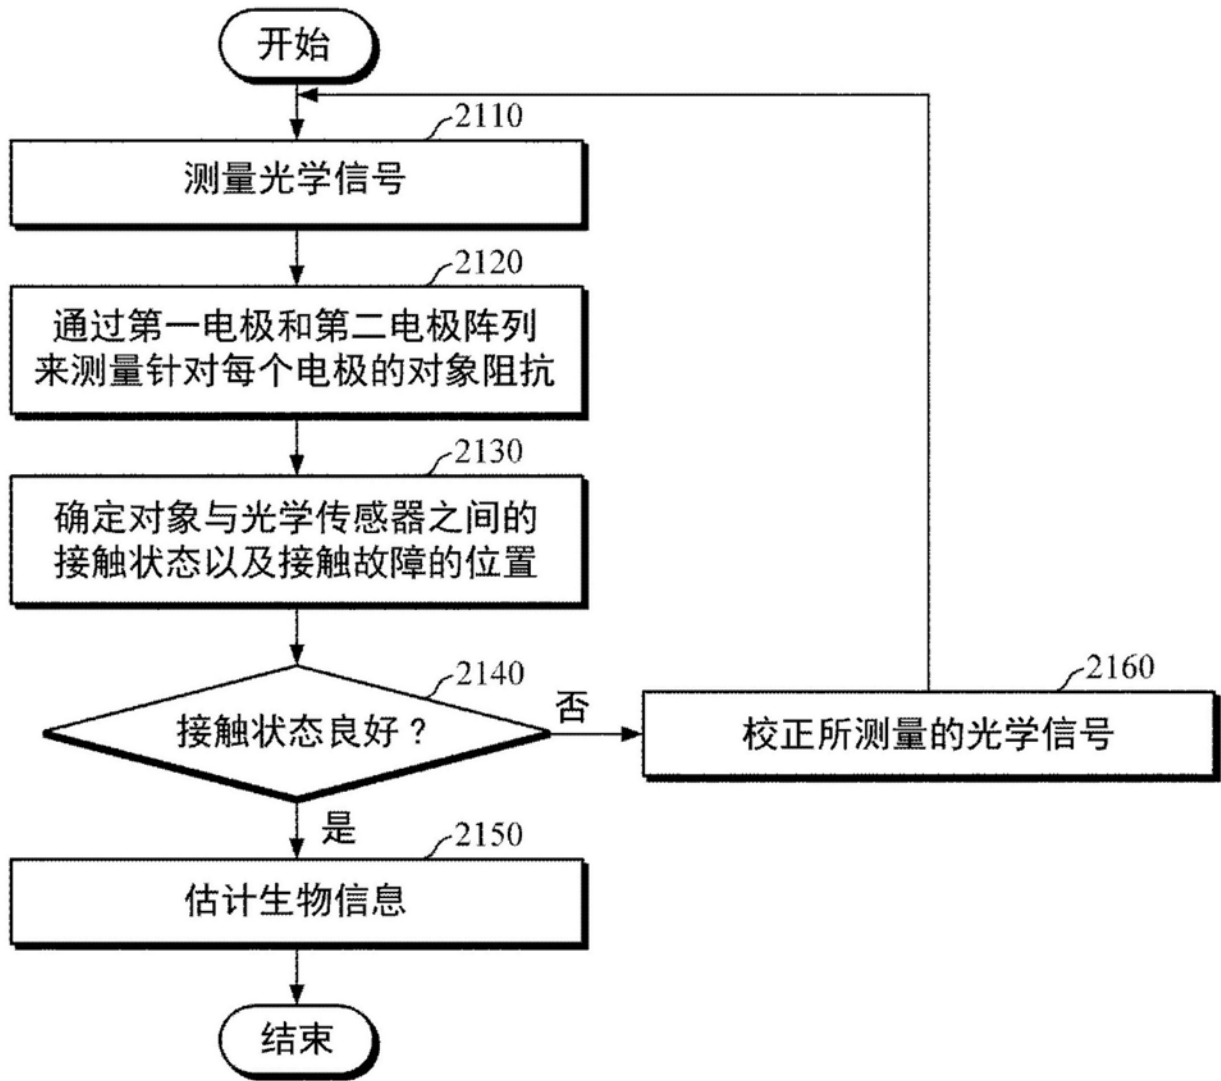 开始
2110
测量光学信号
2120
通过第一电极和第二电极阵列
来测量针对每个电极的对象阻抗
2130
确定对象与光学传感器之间的
接触状态以及接触故障的位置
2140
接触状态良好？
否
2160
校正所测量的光学信号
是
2150
估计生物信息
结束